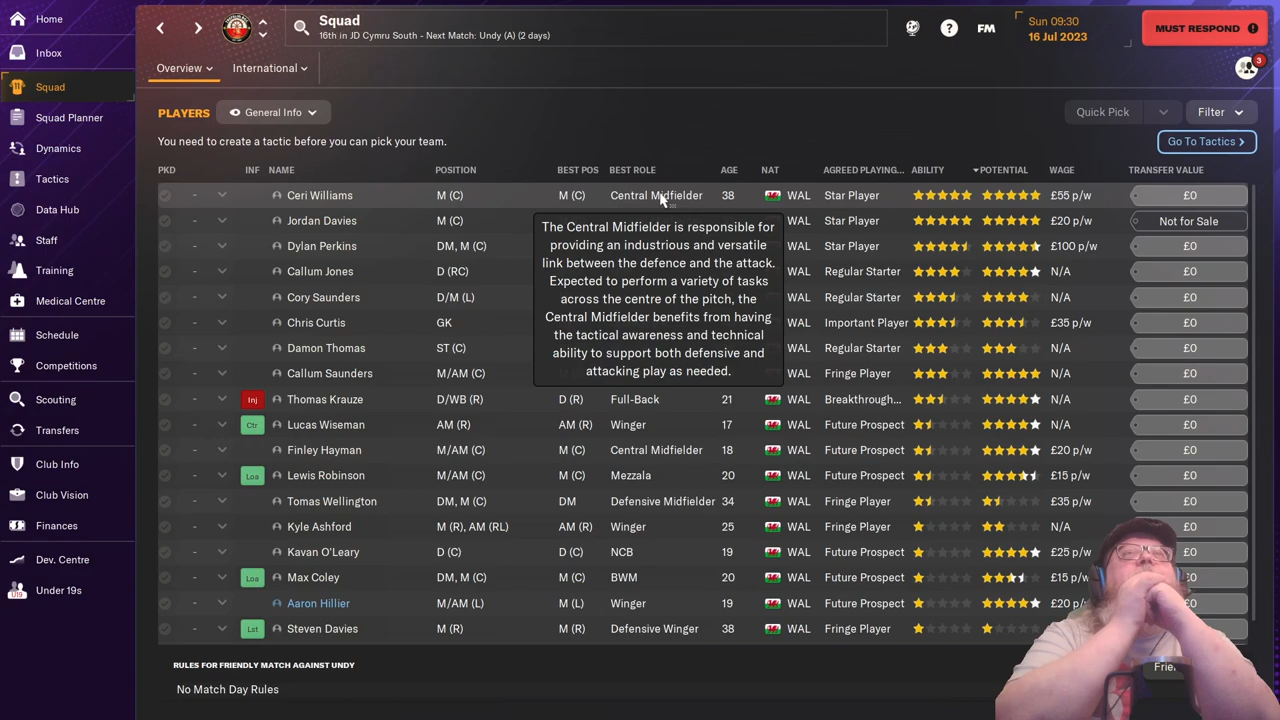 Home
Inbox
Squad
Squad Planner
Dynamics
Tactics
Data Hub
Staff
Training
Medical Centre
Schedule
Competitions
Scouting
Transfers
Club Info
Club Vision
Finances
Dev. Centre
Under 19s
U19
Squad
16th in JD Cymru South - Next Match: Undy (A) (2 days)
? FM
Sun 09:30
16 Jul 2023
MUST RESPOND
3
Overview International
PLAYERS General Info Quick Pick Filter
You need to create a tactic before you can pick your team. Go To Tactics
PKD INF NAME POSITION BEST POS BEST ROLE AGE NAT AGREED PLAYING... ABILITY POTENTIAL WAGE TRANSFER VALUE
- Ceri Williams M (C) M (C) Central Midfielder 38 WAL Star Player £55 p/w £0
- Jordan Davies M (C) WAL Star Player £20 p/w Not for Sale
- Dylan Perkins DM, M (C) WAL Star Player £100 p/w £0
- Callum Jones D (RC) WAL Regular Starter N/A £0
- Cory Saunders D/M (L) WAL Regular Starter N/A £0
- Chris Curtis GK WAL Important Player £35 p/w £0
- Damon Thomas ST (C) WAL Regular Starter N/A £0
- Callum Saunders M/AM (C) WAL Fringe Player N/A £0
The Central Midfielder is responsible for
providing an industrious and versatile
link between the defence and the attack.
Expected to perform a variety of tasks
across the centre of the pitch, the
Central Midfielder benefits from having
the tactical awareness and technical
ability to support both defensive and
attacking play as needed.
- Inj Thomas Krauze D/WB (R) D (R) Full-Back 21 WAL Breakthrough... N/A £0
- Ctr Lucas Wiseman AM (R) AM (R) Winger 17 WAL Future Prospect N/A £0
- Finley Hayman M/AM (C) M (C) Central Midfielder 18 WAL Future Prospect £20 p/w £0
- Loa Lewis Robinson M/AM (C) M (C) Mezzala 20 WAL Future Prospect £15 p/w £0
- Tomas Wellington DM, M (C) DM Defensive Midfielder 34 WAL Fringe Player £35 p/w £0
- Kyle Ashford M (R), AM (RL) AM (R) Winger 25 WAL Fringe Player N/A £0
- Kavan O'Leary D (C) D (C) NCB 19 WAL Future Prospect £25 p/w £0
- Loa Max Coley DM, M (C) M (C) BWM 20 WAL Future Prospect £15 p/w £0
- Aaron Hillier M/AM (L) M (L) Winger 19 WAL Future Prospect £20 p/ £0
- Lst Steven Davies M (R) M (R) Defensive Winger 38 WAL Fringe Player N/A
RULES FOR FRIENDLY MATCH AGAINST UNDY
No Match Day Rules